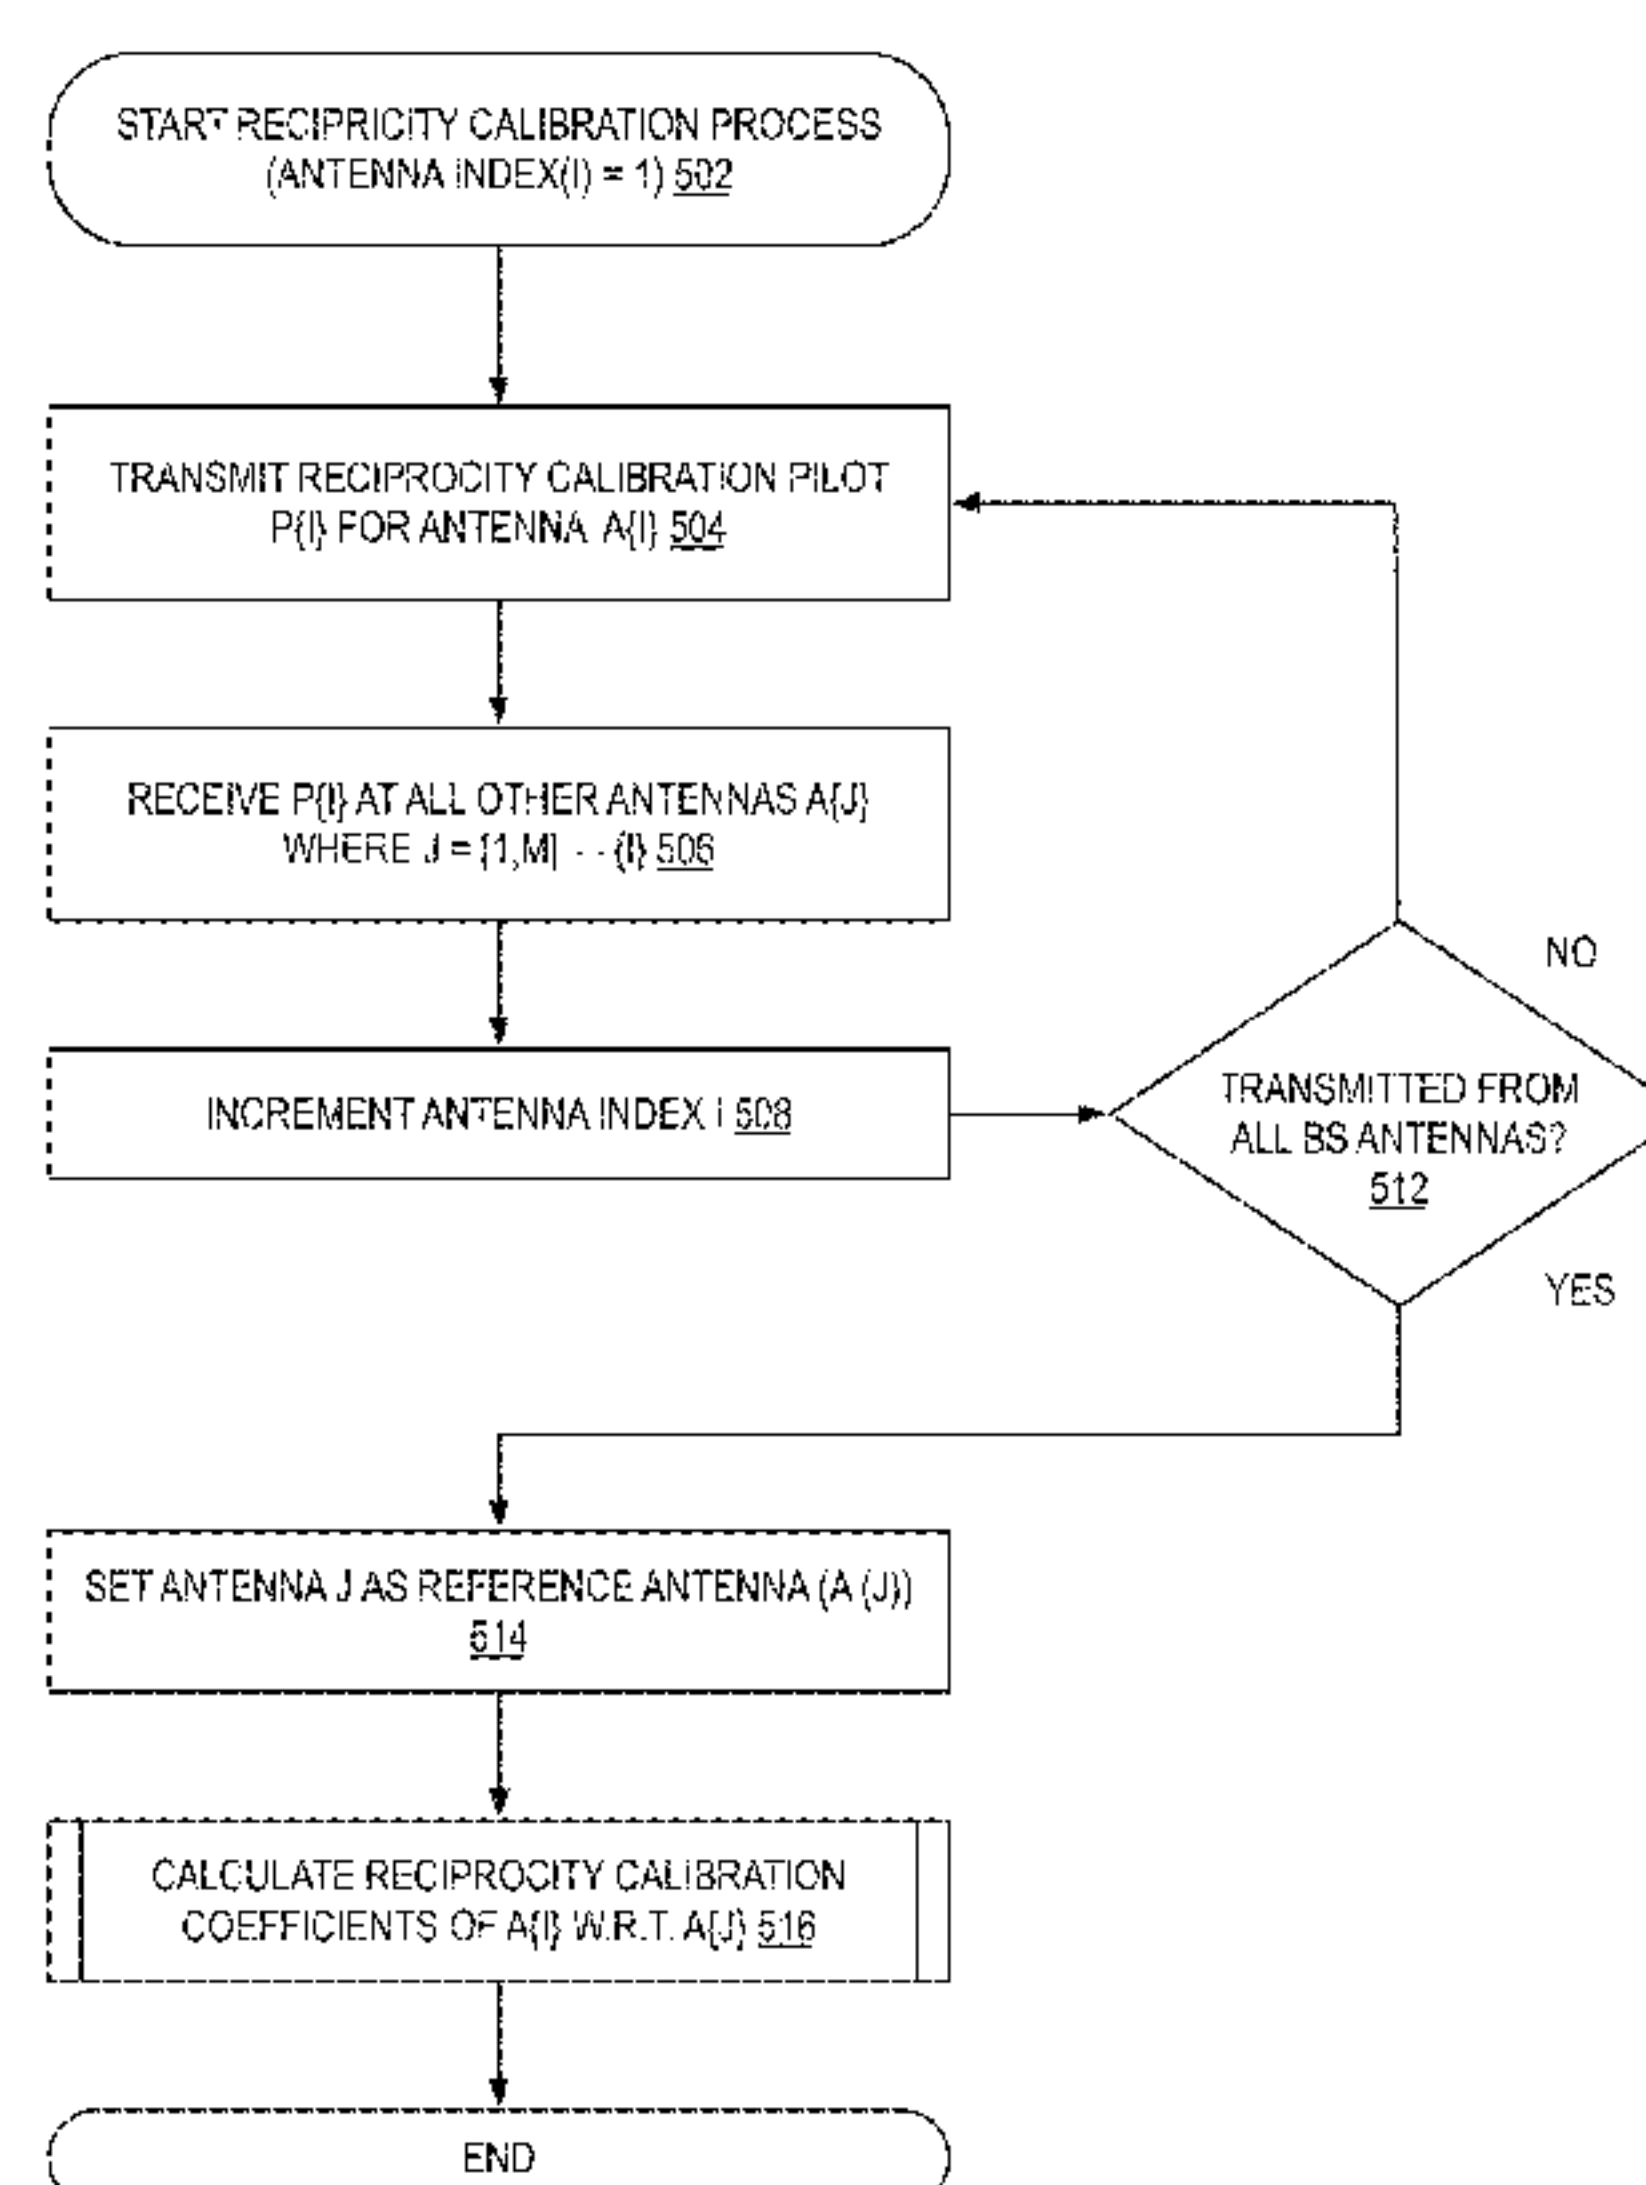 START RECIPRICITY CALIBRATION PROCESS
(ANTENNA INDEX(I) = 1) 502
TRANSMIT RECIPROCITY CALIBRATION PILOT
P{I} FOR ANTENNA A{I} 504
RECEIVE P{I} AT ALL OTHER ANTENNAS A{J}
WHERE J = [1,M] - - {I} 506
INCREMENT ANTENNA INDEX I 508
NO
TRANSMITTED FROM
ALL BS ANTENNAS?
512
YES
SET ANTENNA J AS REFERENCE ANTENNA (A {J})
514
CALCULATE RECIPROCITY CALIBRATION
COEFFICIENTS OF A{I} W.R.T. A{J} 516
END